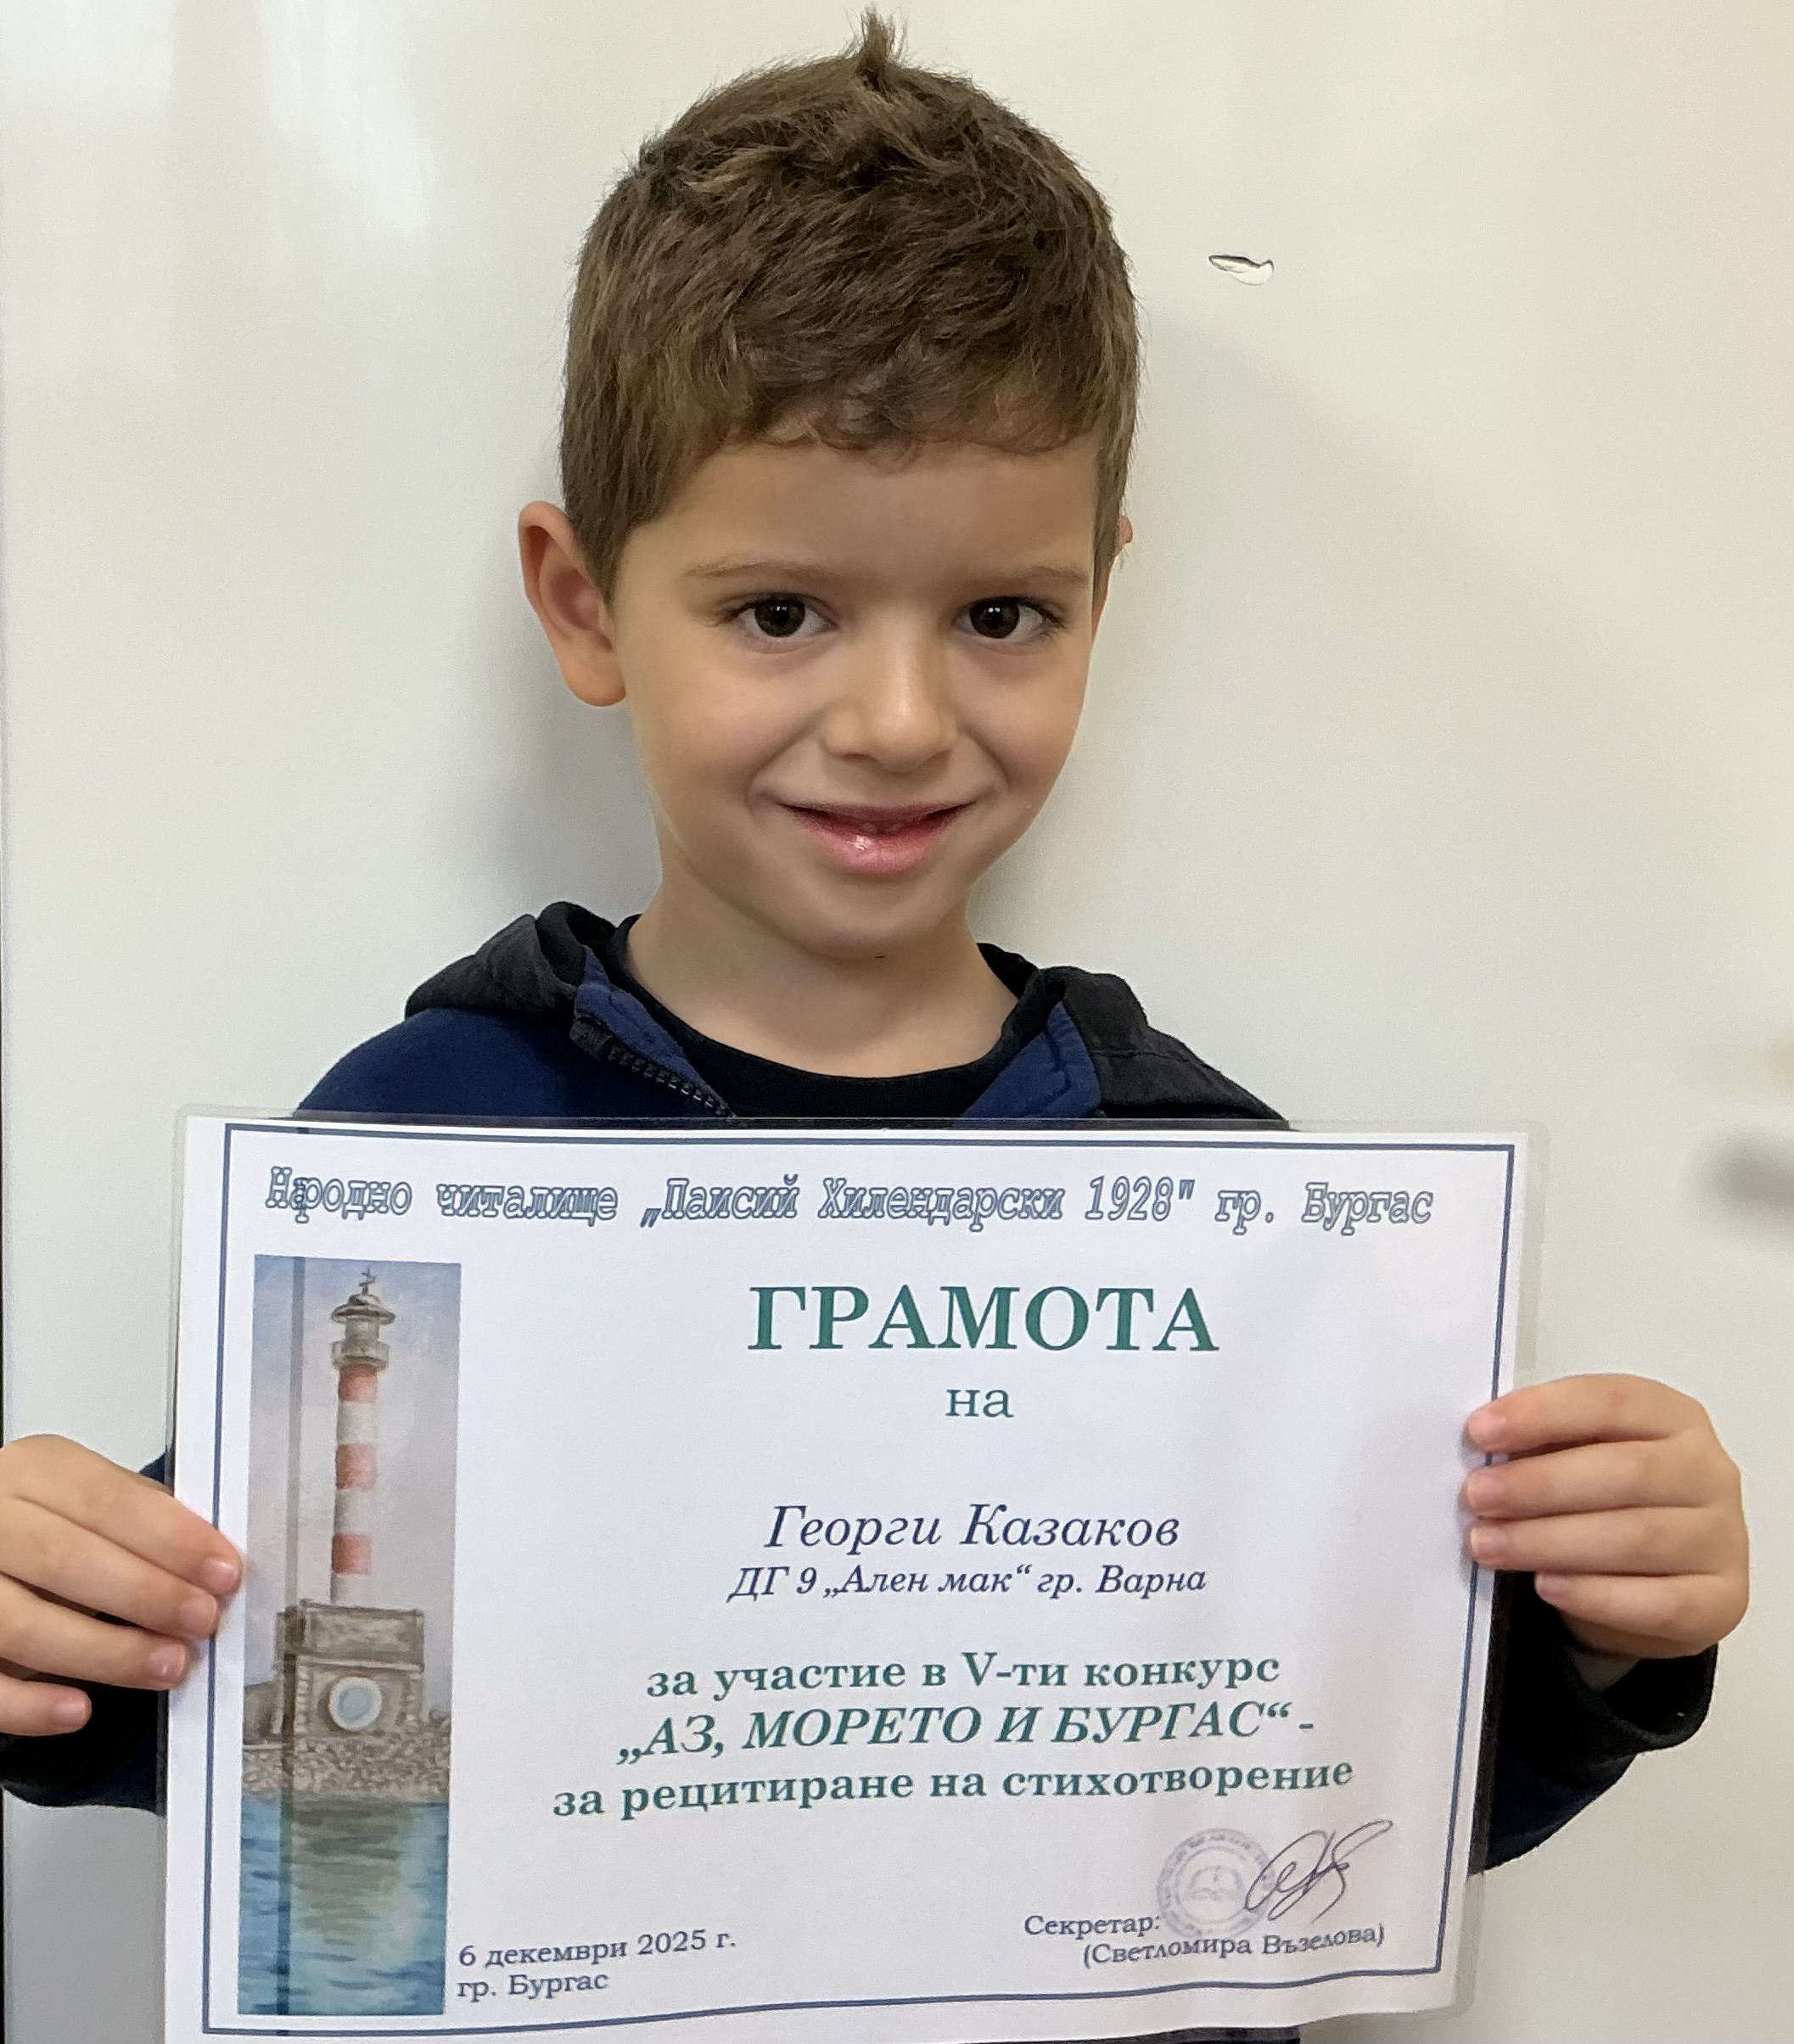 Народно читалище „Паисий Хилендарски 1928" гр. Бургас
ГРАМОТА
на
Георги Казаков
ДГ 9 „Ален мак“ гр. Варна
за участие в V-ти конкурс
„АЗ, МОРЕТО И БУРГАС“ -
за рецитиране на стихотворение
Секретар:
(Светломира Възелова)
6 декември 2025 г.
гр. Бургас